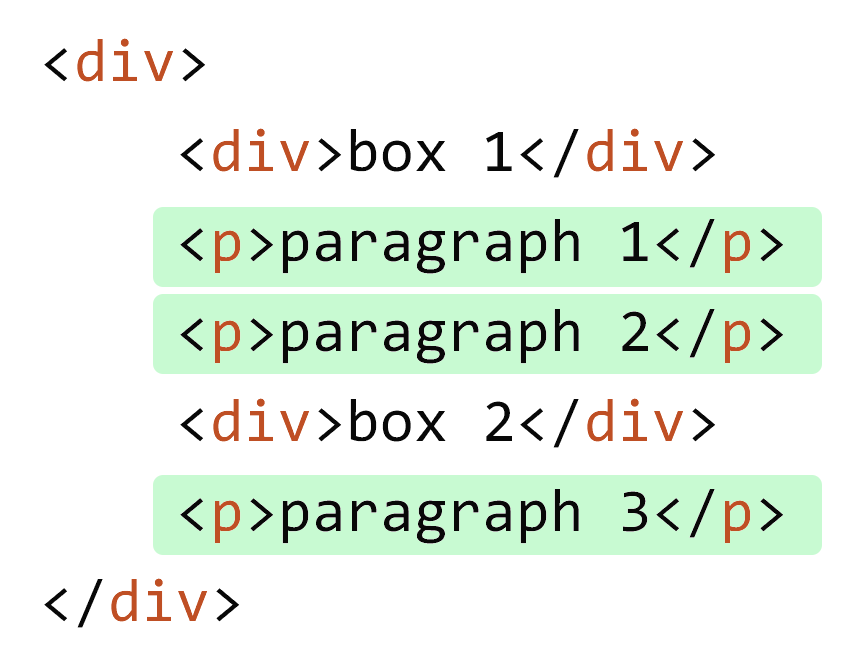 <div>
<div>box 1</div>
<p>paragraph 1</p>
<p>paragraph 2</p>
<div>box 2</div>
<p>paragraph 3</p>
</div>